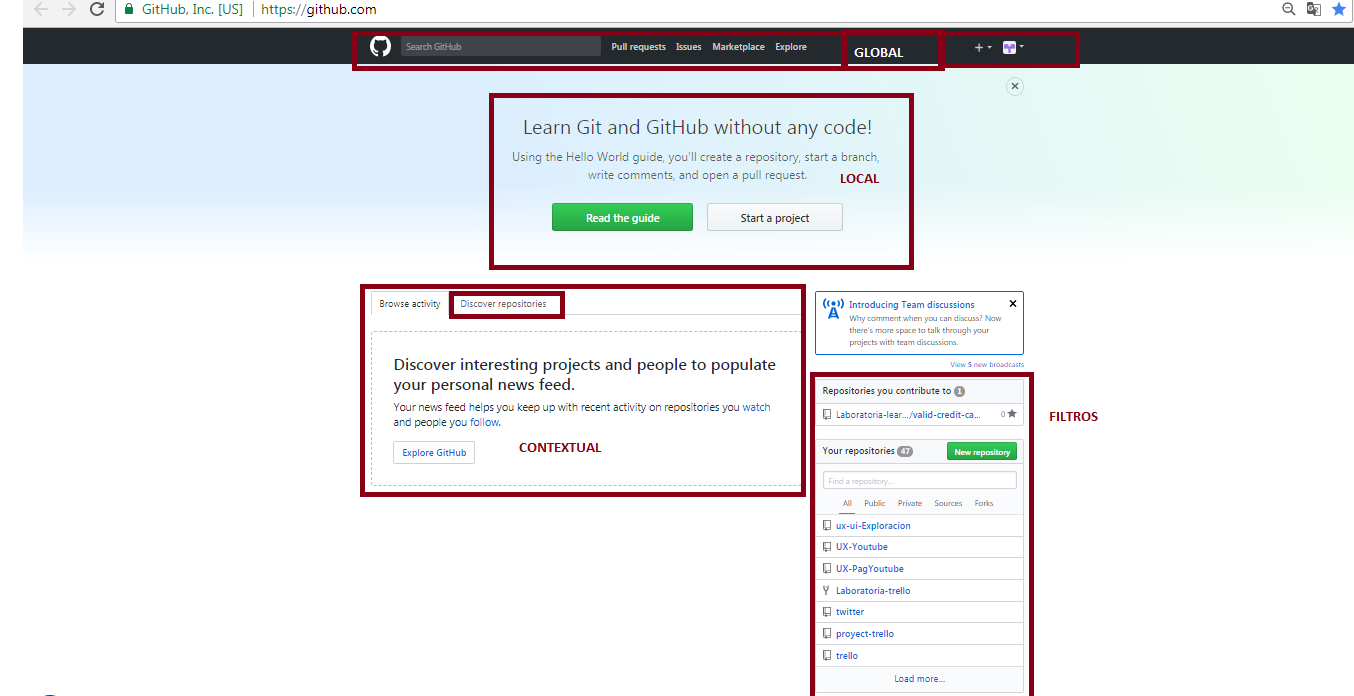 GitHub, Inc. [US] https://github.com
Search GitHub
Pull requests Issues Marketplace Explore
GLOBAL
Learn Git and GitHub without any code!
Using the Hello World guide, you'll create a repository, start a branch,
write comments, and open a pull request.
LOCAL
Read the guide
Start a project
Browse activity
Discover repositories
Discover interesting projects and people to populate
your personal news feed.
Your news feed helps you keep up with recent activity on repositories you watch
and people you follow.
Explore GitHub
CONTEXTUAL
Introducing Team discussions
Why comment when you can discuss? Now
there's more space to talk through your
projects with team discussions.
View 5 new broadcasts
Repositories you contribute to 1
Laboratoria-lear.../valid-credit-ca... 0
FILTROS
Your repositories 47
New repository
Find a repository...
All Public Private Sources Forks
ux-ui-Exploracion
UX-Youtube
UX-PagYoutube
Laboratoria-trello
twitter
proyect-trello
trello
Load more...